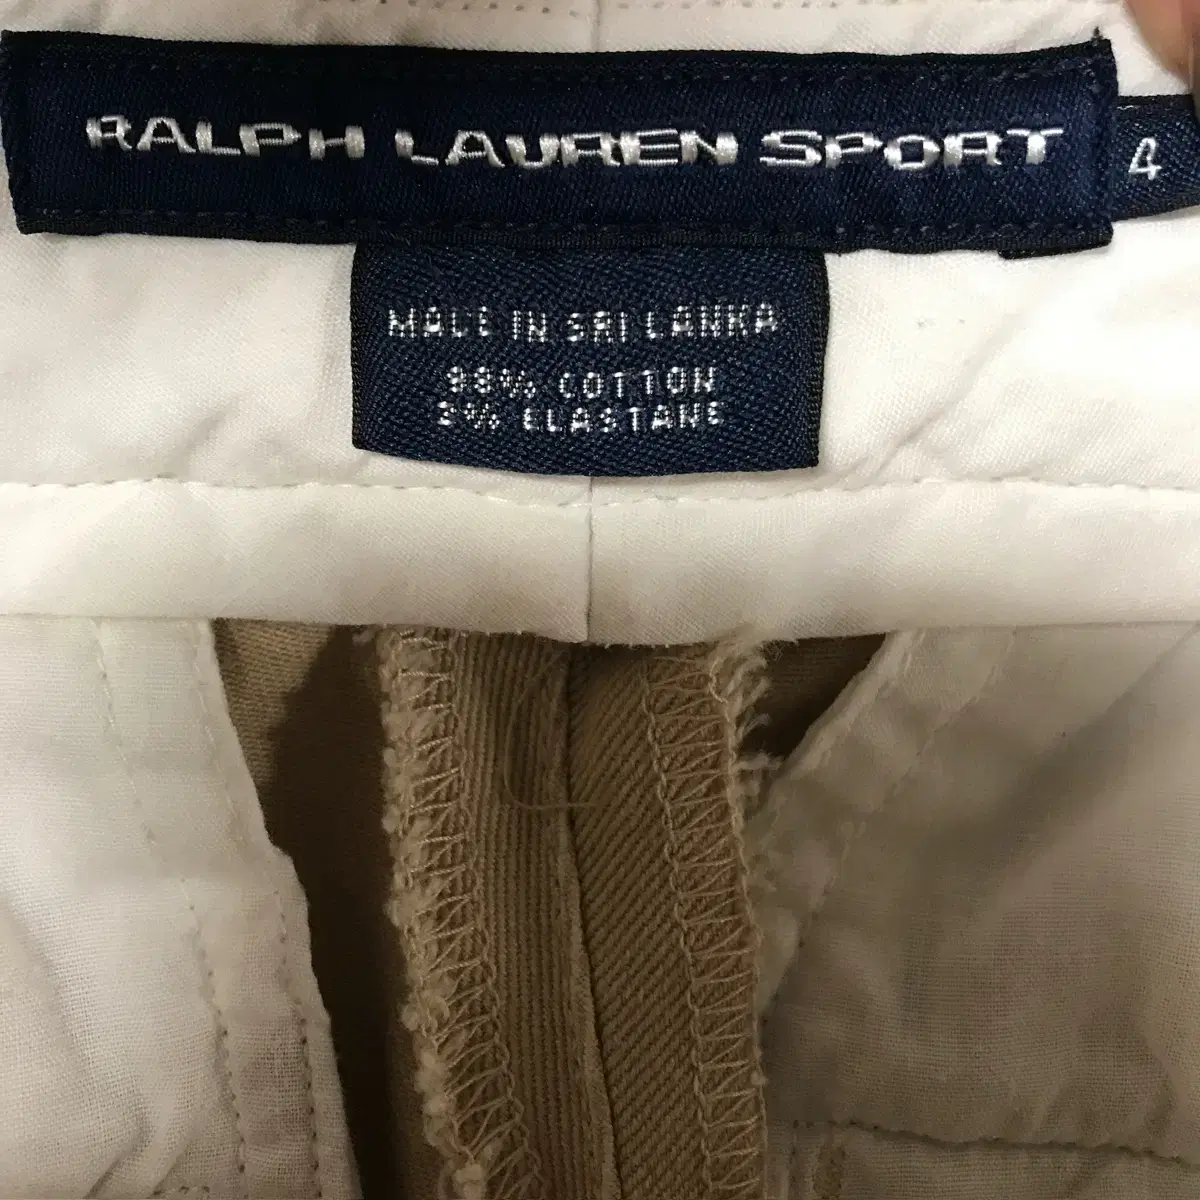 RALPH LAUREN SPORT
4
MADE IN SRI LANKA
98% COTTON
2% ELASTANE